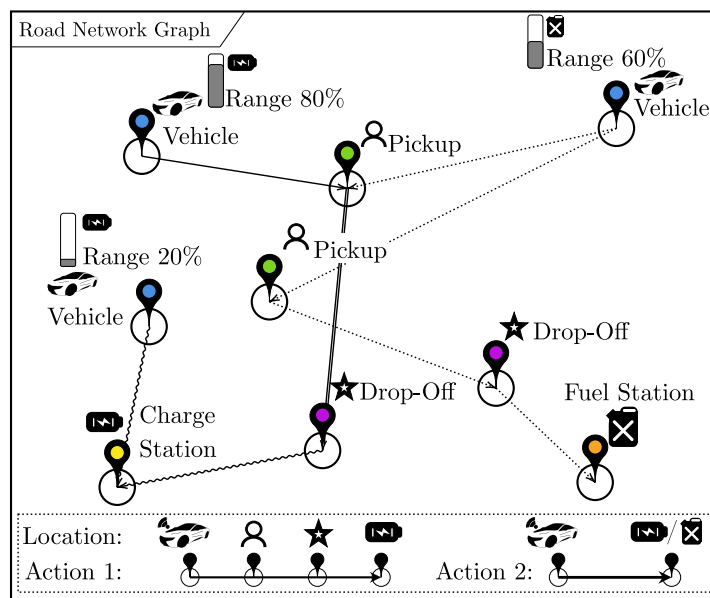 Road Network Graph
Range 60%
Range 80%
Vehicle
Vehicle
Pickup
Pickup
Range 20%
Vehicle
Drop-Off
Drop-Off
Fuel Station
Charge
Station
Location:
/
Action 1:
Action 2: